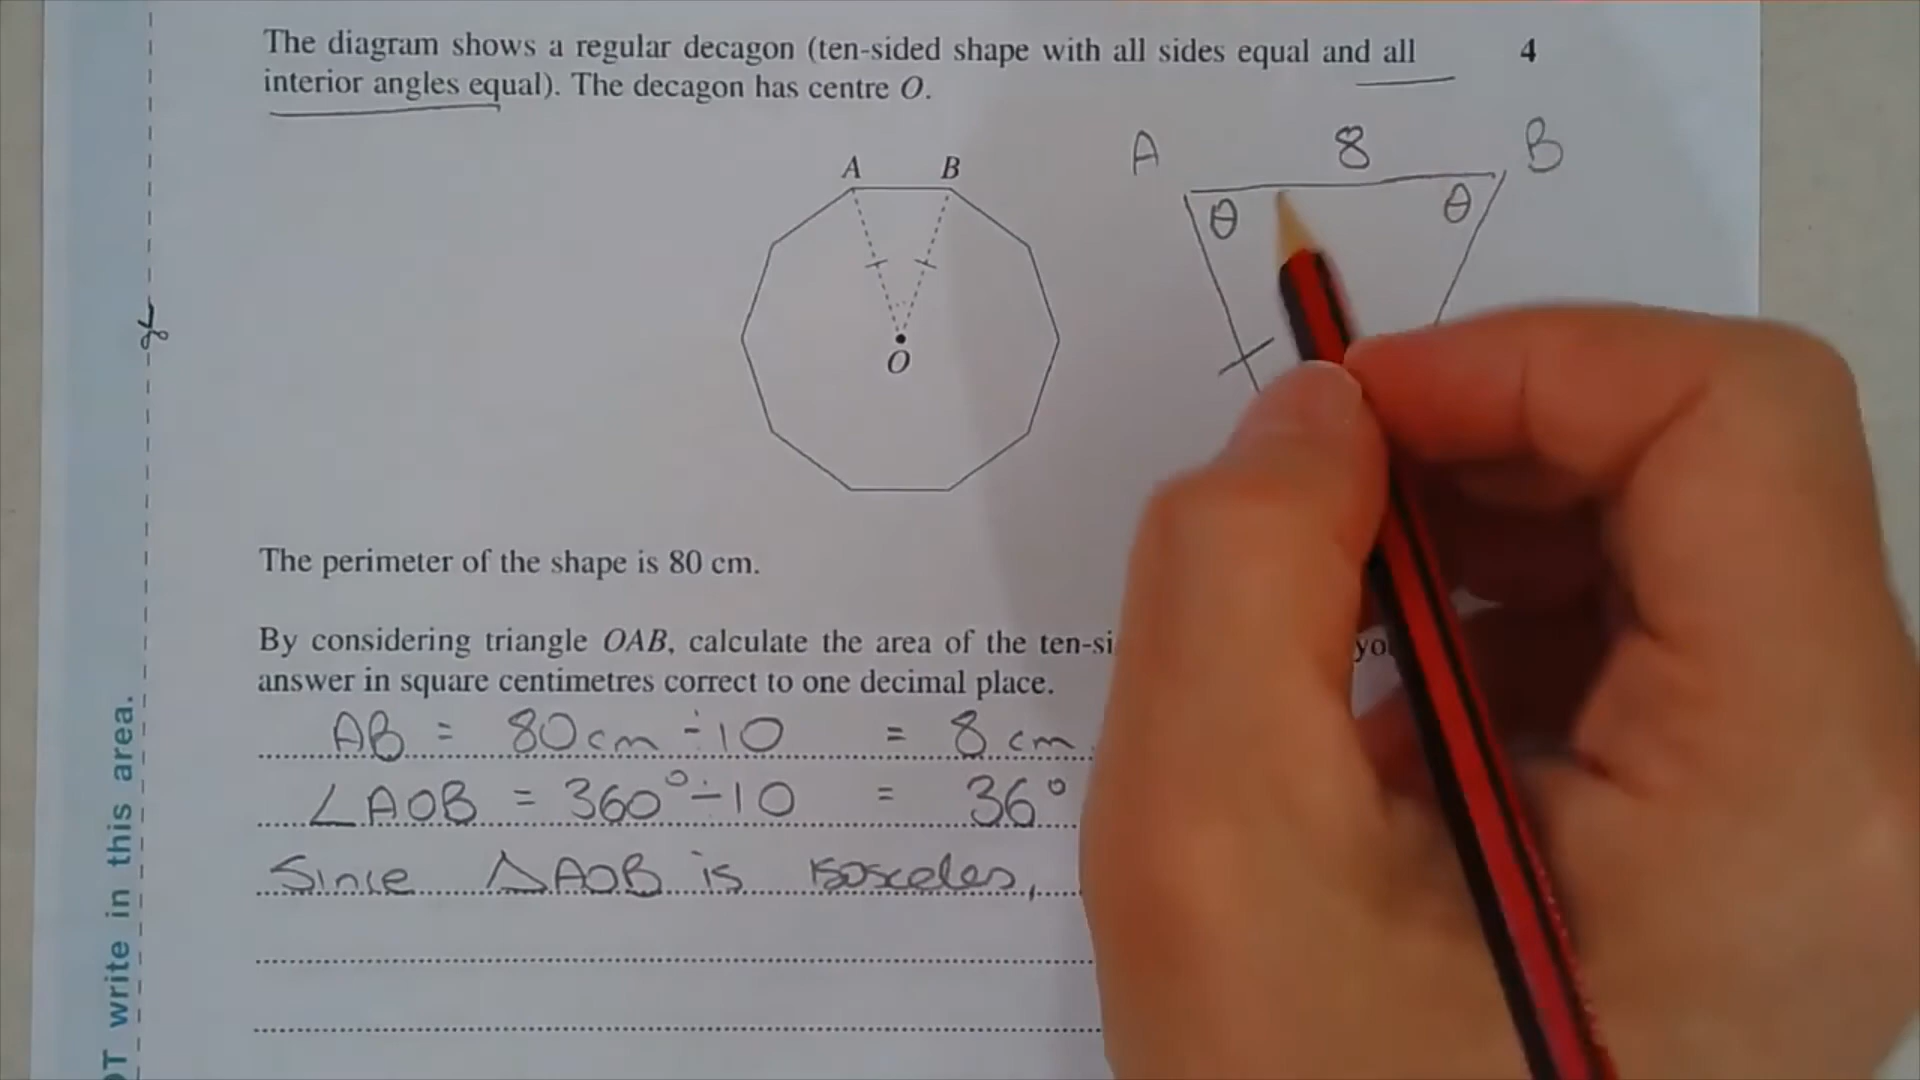 The diagram shows a regular decagon (ten-sided shape with all sides equal and all 4
interior angles equal). The decagon has centre O.
A 8 B
A B
θ θ
O
The perimeter of the shape is 80 cm.
By considering triangle OAB, calculate the area of the ten-si yo
answer in square centimetres correct to one decimal place.
AB = 80cm ÷ 10 = 8 cm
∠AOB = 360° ÷ 10 = 36°
Since △AOB is isosceles,
OT write in this area.